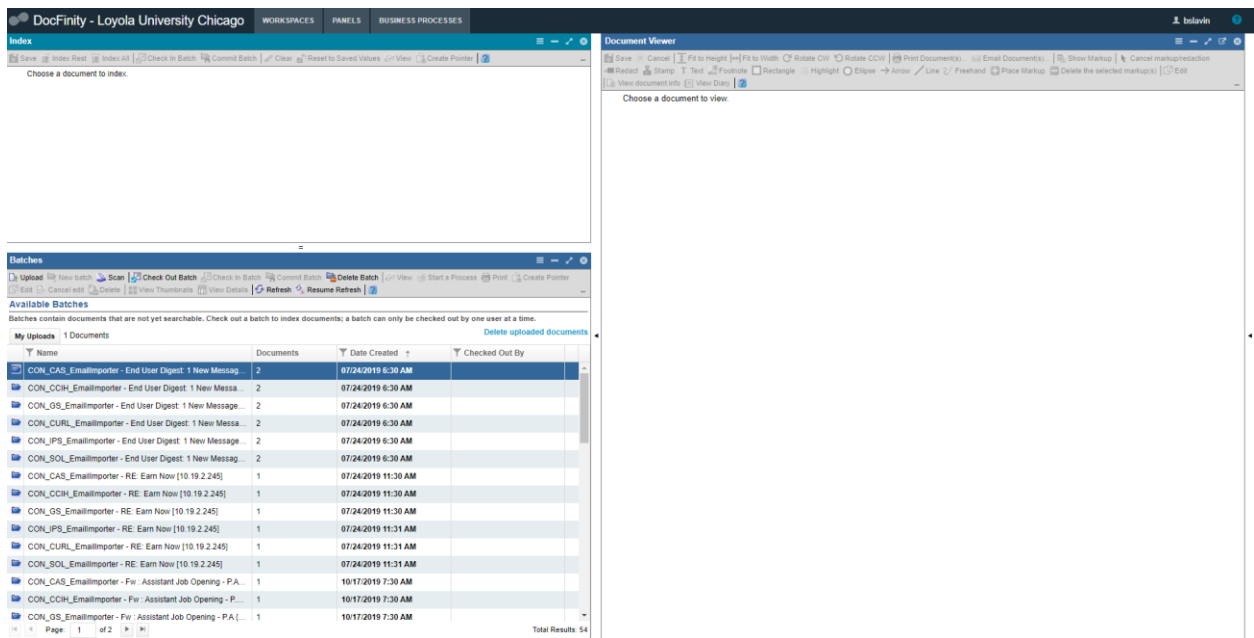 DocFinity - Loyola University Chicago WORKSPACES PANELS BUSINESS PROCESSES bslavin
Index
Save Index Rest Index All Check In Batch Commit Batch Clear Reset to Saved Values View Create Pointer
Choose a document to index.
Document Viewer
Save Cancel Fit to Height Fit to Width Rotate CW Rotate CCW Print Document(s)... Email Document(s)... Show Markup Cancel markup/redaction
Redact Stamp Text Footnote Rectangle Highlight Ellipse Arrow Line Freehand Place Markup Delete the selected markup(s) Edit
View document info View Diary
Choose a document to view.
Batches
Upload New batch Scan Check Out Batch Check In Batch Commit Batch Delete Batch View Start a Process Print Create Pointer
Edit Cancel edit Delete View Thumbnails View Details Refresh Resume Refresh
Available Batches
Batches contain documents that are not yet searchable. Check out a batch to index documents; a batch can only be checked out by one user at a time.
My Uploads 1 Documents Delete uploaded documents
Name Documents Date Created Checked Out By
CON_CAS_EmailImporter - End User Digest: 1 New Messag... 2 07/24/2019 6:30 AM
CON_CCIH_EmailImporter - End User Digest: 1 New Messa... 2 07/24/2019 6:30 AM
CON_GS_EmailImporter - End User Digest: 1 New Message... 2 07/24/2019 6:30 AM
CON_CURL_EmailImporter - End User Digest: 1 New Messa... 2 07/24/2019 6:30 AM
CON_IPS_EmailImporter - End User Digest: 1 New Message... 2 07/24/2019 6:30 AM
CON_SOL_EmailImporter - End User Digest: 1 New Messag... 2 07/24/2019 6:30 AM
CON_CAS_EmailImporter - RE: Earn Now [10.19.2.245] 1 07/24/2019 11:30 AM
CON_CCIH_EmailImporter - RE: Earn Now [10.19.2.245] 1 07/24/2019 11:30 AM
CON_GS_EmailImporter - RE: Earn Now [10.19.2.245] 1 07/24/2019 11:30 AM
CON_IPS_EmailImporter - RE: Earn Now [10.19.2.245] 1 07/24/2019 11:31 AM
CON_CURL_EmailImporter - RE: Earn Now [10.19.2.245] 1 07/24/2019 11:31 AM
CON_SOL_EmailImporter - RE: Earn Now [10.19.2.245] 1 07/24/2019 11:31 AM
CON_CAS_EmailImporter - Fw : Assistant Job Opening - P.A... 1 10/17/2019 7:30 AM
CON_CCIH_EmailImporter - Fw : Assistant Job Opening - P.... 1 10/17/2019 7:30 AM
CON_GS_EmailImporter - Fw : Assistant Job Opening - P.A (... 1 10/17/2019 7:30 AM
Page: 1 of 2 Total Results: 54